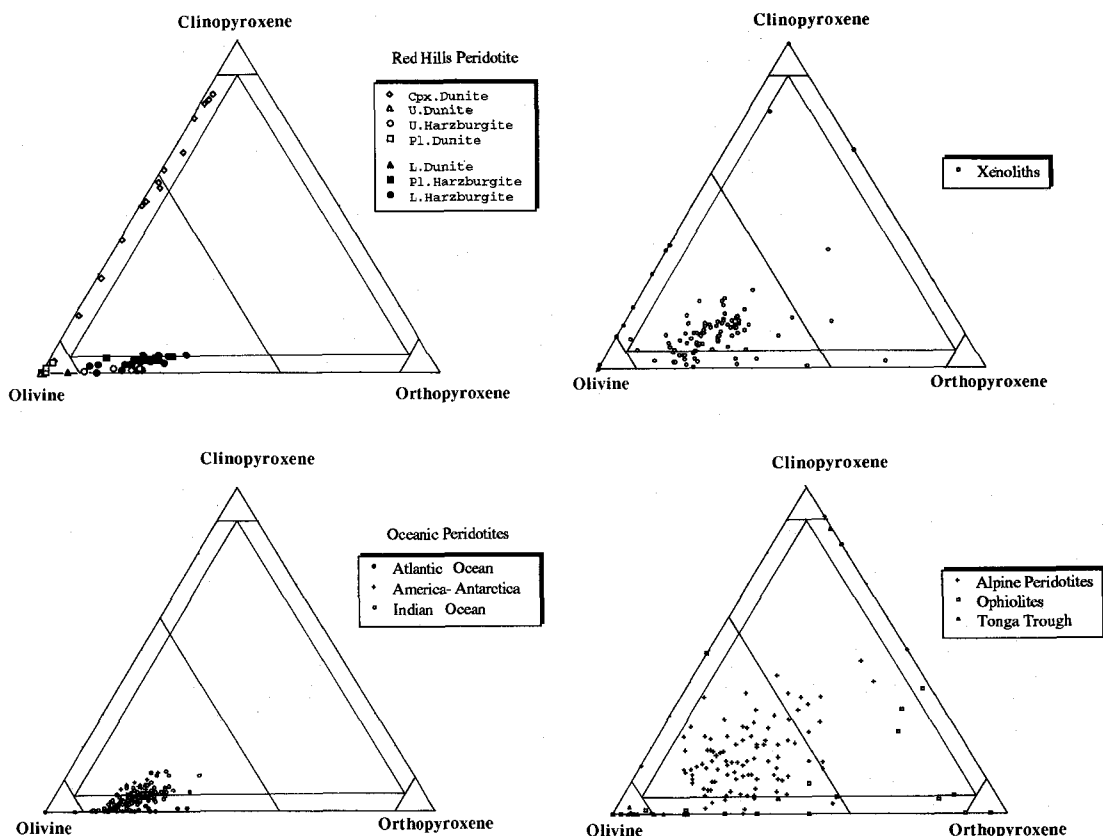 Clinopyroxene
Red Hills Peridotite
Cpx.Dunite
U.Dunite
U.Harzburgite
Pl.Dunite
L.Dunite
Pl.Harzburgite
L.Harzburgite
Olivine
Orthopyroxene
Clinopyroxene
Xenoliths
Olivine
Orthopyroxene
Clinopyroxene
Oceanic Peridotites
Atlantic Ocean
America-Antarctica
Indian Ocean
Olivine
Orthopyroxene
Clinopyroxene
Alpine Peridotites
Ophiolites
Tonga Trough
Olivine
Orthopyroxene